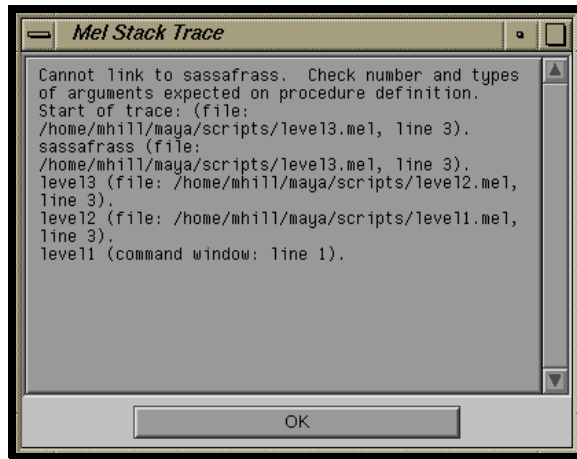 Mel Stack Trace
Cannot link to sassafrass.  Check number and types
of arguments expected on procedure definition.
Start of trace: (file:
/home/mhill/maya/scripts/level3.mel, line 3).
sassafrass (file:
/home/mhill/maya/scripts/level3.mel, line 3).
level3 (file: /home/mhill/maya/scripts/level2.mel,
line 3).
level2 (file: /home/mhill/maya/scripts/level1.mel,
line 3).
level1 (command window: line 1).
OK